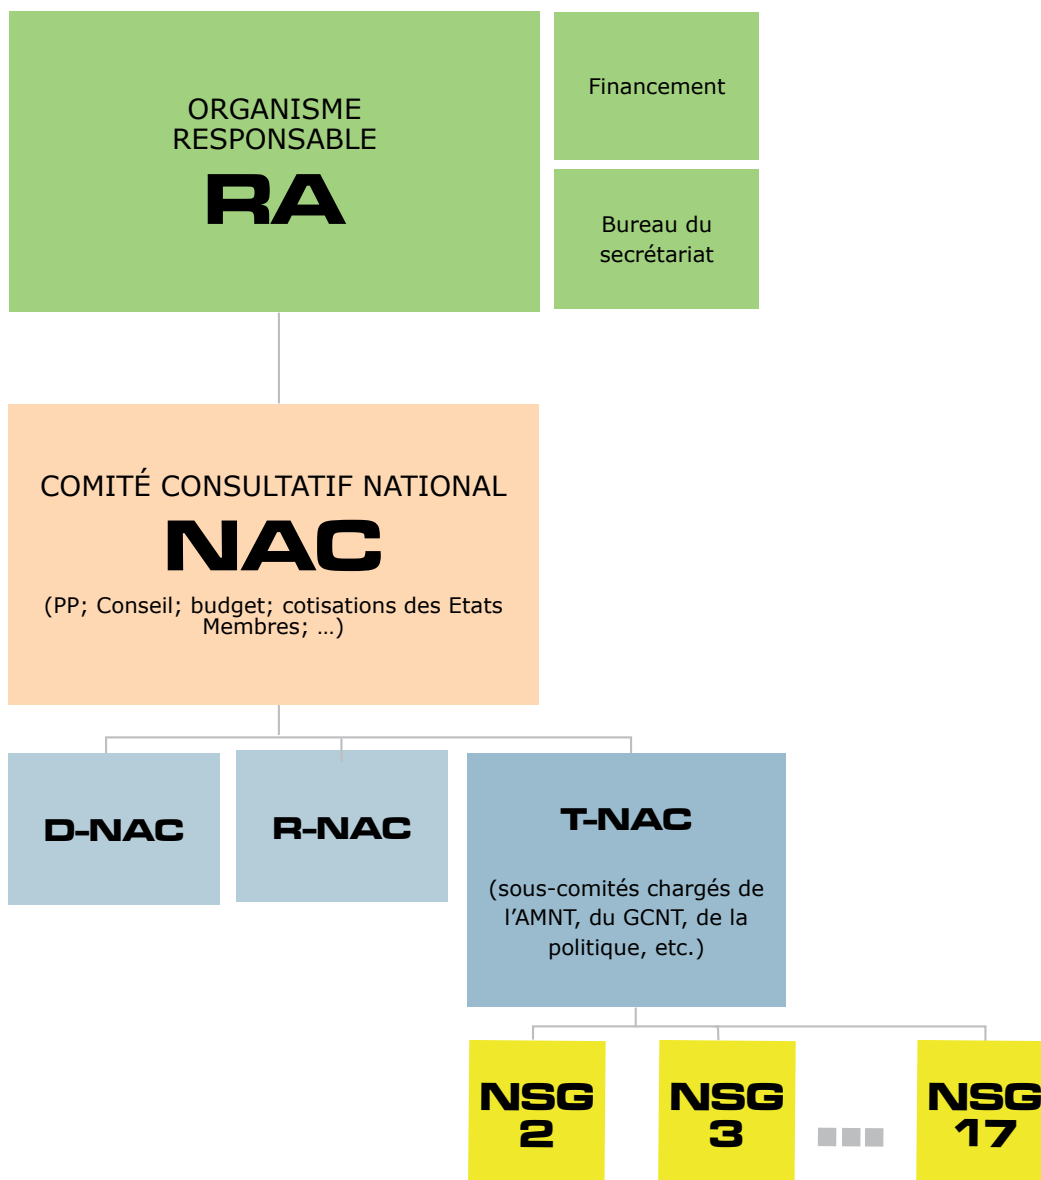 ORGANISME
RESPONSABLE
RA
Financement
Bureau du
secrétariat
COMITÉ CONSULTATIF NATIONAL
NAC
(PP; Conseil; budget; cotisations des Etats
Membres; …)
D-NAC
R-NAC
T-NAC
(sous-comités chargés de
l’AMNT, du GCNT, de la
politique, etc.)
NSG
2
NSG
3
NSG
17